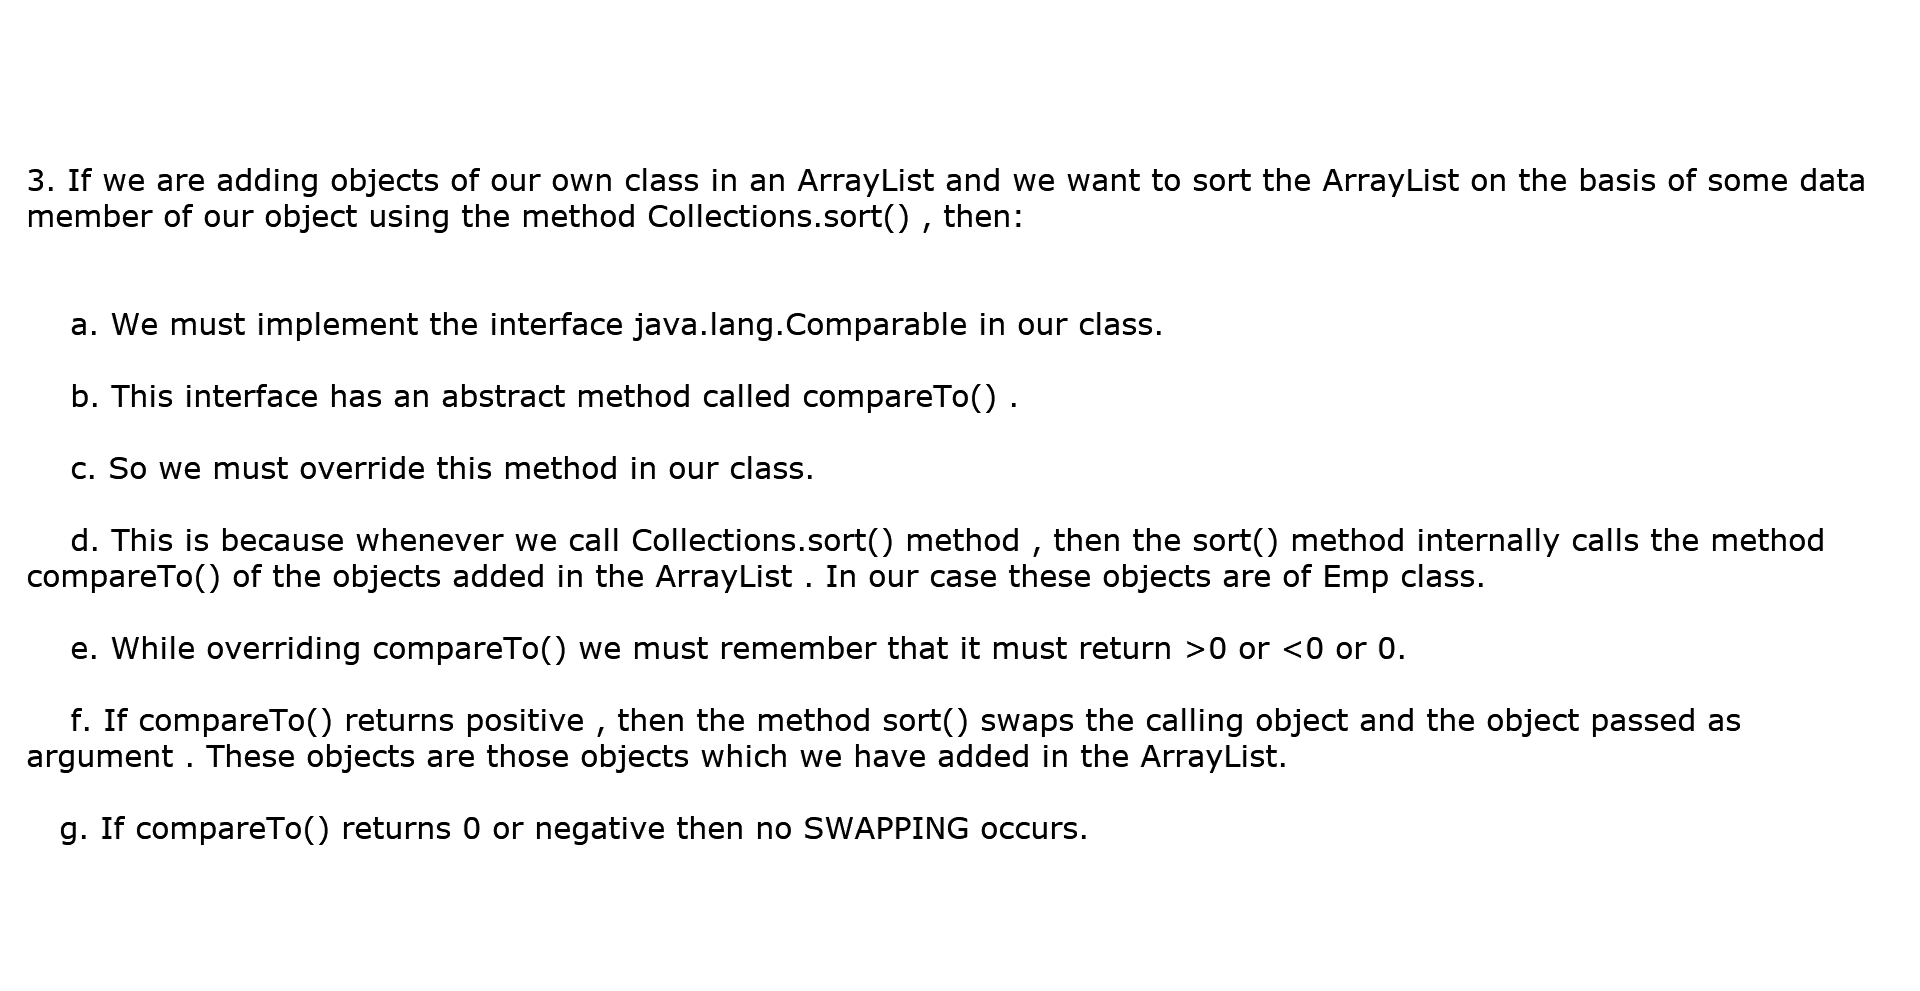 3. If we are adding objects of our own class in an ArrayList and we want to sort the ArrayList on the basis of some data
member of our object using the method Collections.sort() , then:
a. We must implement the interface java.lang.Comparable in our class.
b. This interface has an abstract method called compareTo() .
c. So we must override this method in our class.
d. This is because whenever we call Collections.sort() method , then the sort() method internally calls the method
compareTo() of the objects added in the ArrayList . In our case these objects are of Emp class.
e. While overriding compareTo() we must remember that it must return >0 or <0 or 0.
f. If compareTo() returns positive , then the method sort() swaps the calling object and the object passed as
argument . These objects are those objects which we have added in the ArrayList.
g. If compareTo() returns 0 or negative then no SWAPPING occurs.